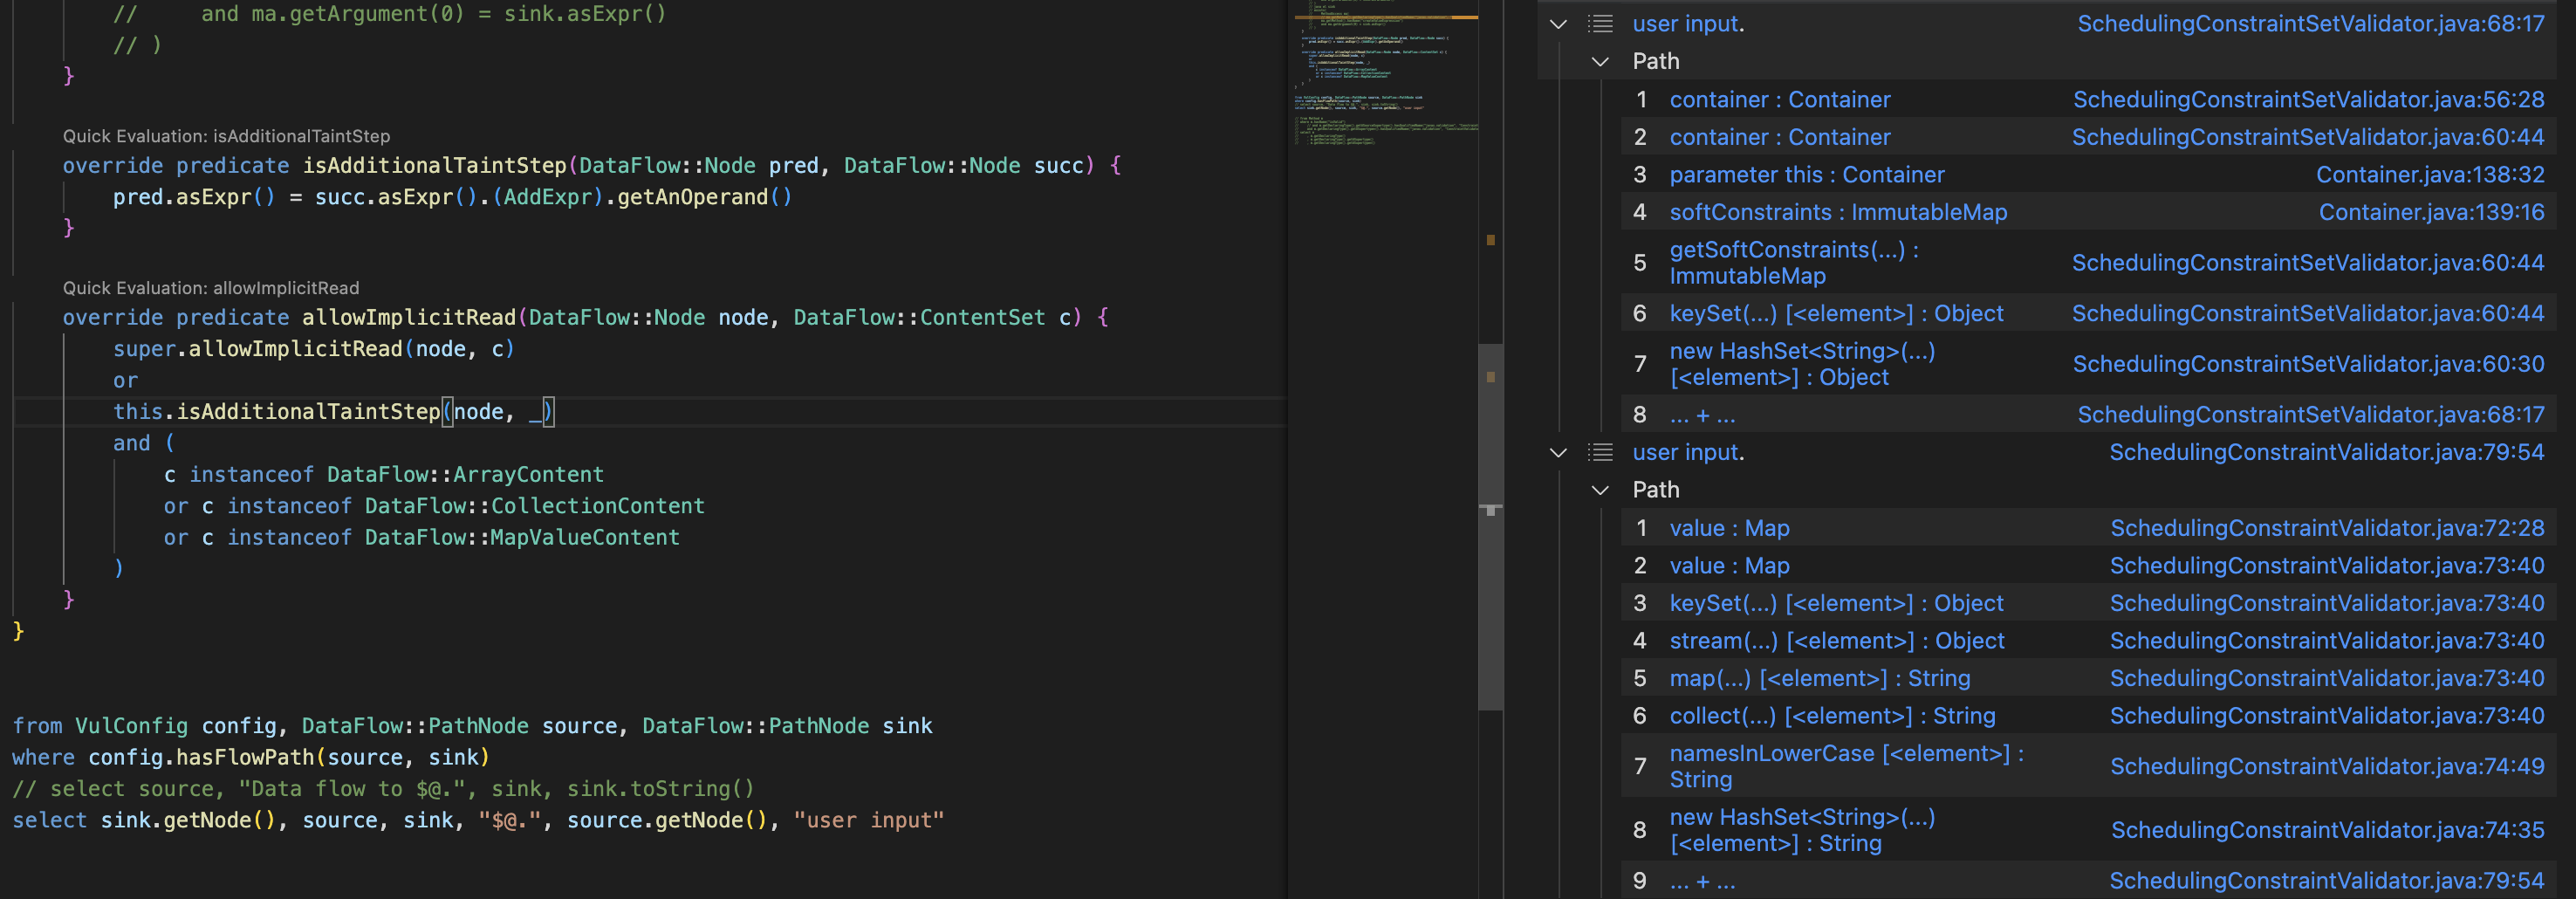 //     and ma.getArgument(0) = sink.asExpr()
// )
}
Quick Evaluation: isAdditionalTaintStep
override predicate isAdditionalTaintStep(DataFlow::Node pred, DataFlow::Node succ) {
pred.asExpr() = succ.asExpr().(AddExpr).getAnOperand()
}
Quick Evaluation: allowImplicitRead
override predicate allowImplicitRead(DataFlow::Node node, DataFlow::ContentSet c) {
super.allowImplicitRead(node, c)
or
this.isAdditionalTaintStep(node, _)
and (
c instanceof DataFlow::ArrayContent
or c instanceof DataFlow::CollectionContent
or c instanceof DataFlow::MapValueContent
)
}
}
from VulConfig config, DataFlow::PathNode source, DataFlow::PathNode sink
where config.hasFlowPath(source, sink)
// select source, "Data flow to $@.", sink, sink.toString()
select sink.getNode(), source, sink, "$@.", source.getNode(), "user input"
user input. SchedulingConstraintSetValidator.java:68:17
Path
1 container : Container SchedulingConstraintSetValidator.java:56:28
2 container : Container SchedulingConstraintSetValidator.java:60:44
3 parameter this : Container Container.java:138:32
4 softConstraints : ImmutableMap Container.java:139:16
5 getSoftConstraints(...) : SchedulingConstraintSetValidator.java:60:44
ImmutableMap
6 keySet(...) [<element>] : Object SchedulingConstraintSetValidator.java:60:44
7 new HashSet<String>(...) SchedulingConstraintSetValidator.java:60:30
[<element>] : Object
8 ... + ... SchedulingConstraintSetValidator.java:68:17
user input. SchedulingConstraintValidator.java:79:54
Path
1 value : Map SchedulingConstraintValidator.java:72:28
2 value : Map SchedulingConstraintValidator.java:73:40
3 keySet(...) [<element>] : Object SchedulingConstraintValidator.java:73:40
4 stream(...) [<element>] : Object SchedulingConstraintValidator.java:73:40
5 map(...) [<element>] : String SchedulingConstraintValidator.java:73:40
6 collect(...) [<element>] : String SchedulingConstraintValidator.java:73:40
7 namesInLowerCase [<element>] : SchedulingConstraintValidator.java:74:49
String
8 new HashSet<String>(...) SchedulingConstraintValidator.java:74:35
[<element>] : String
9 ... + ... SchedulingConstraintValidator.java:79:54